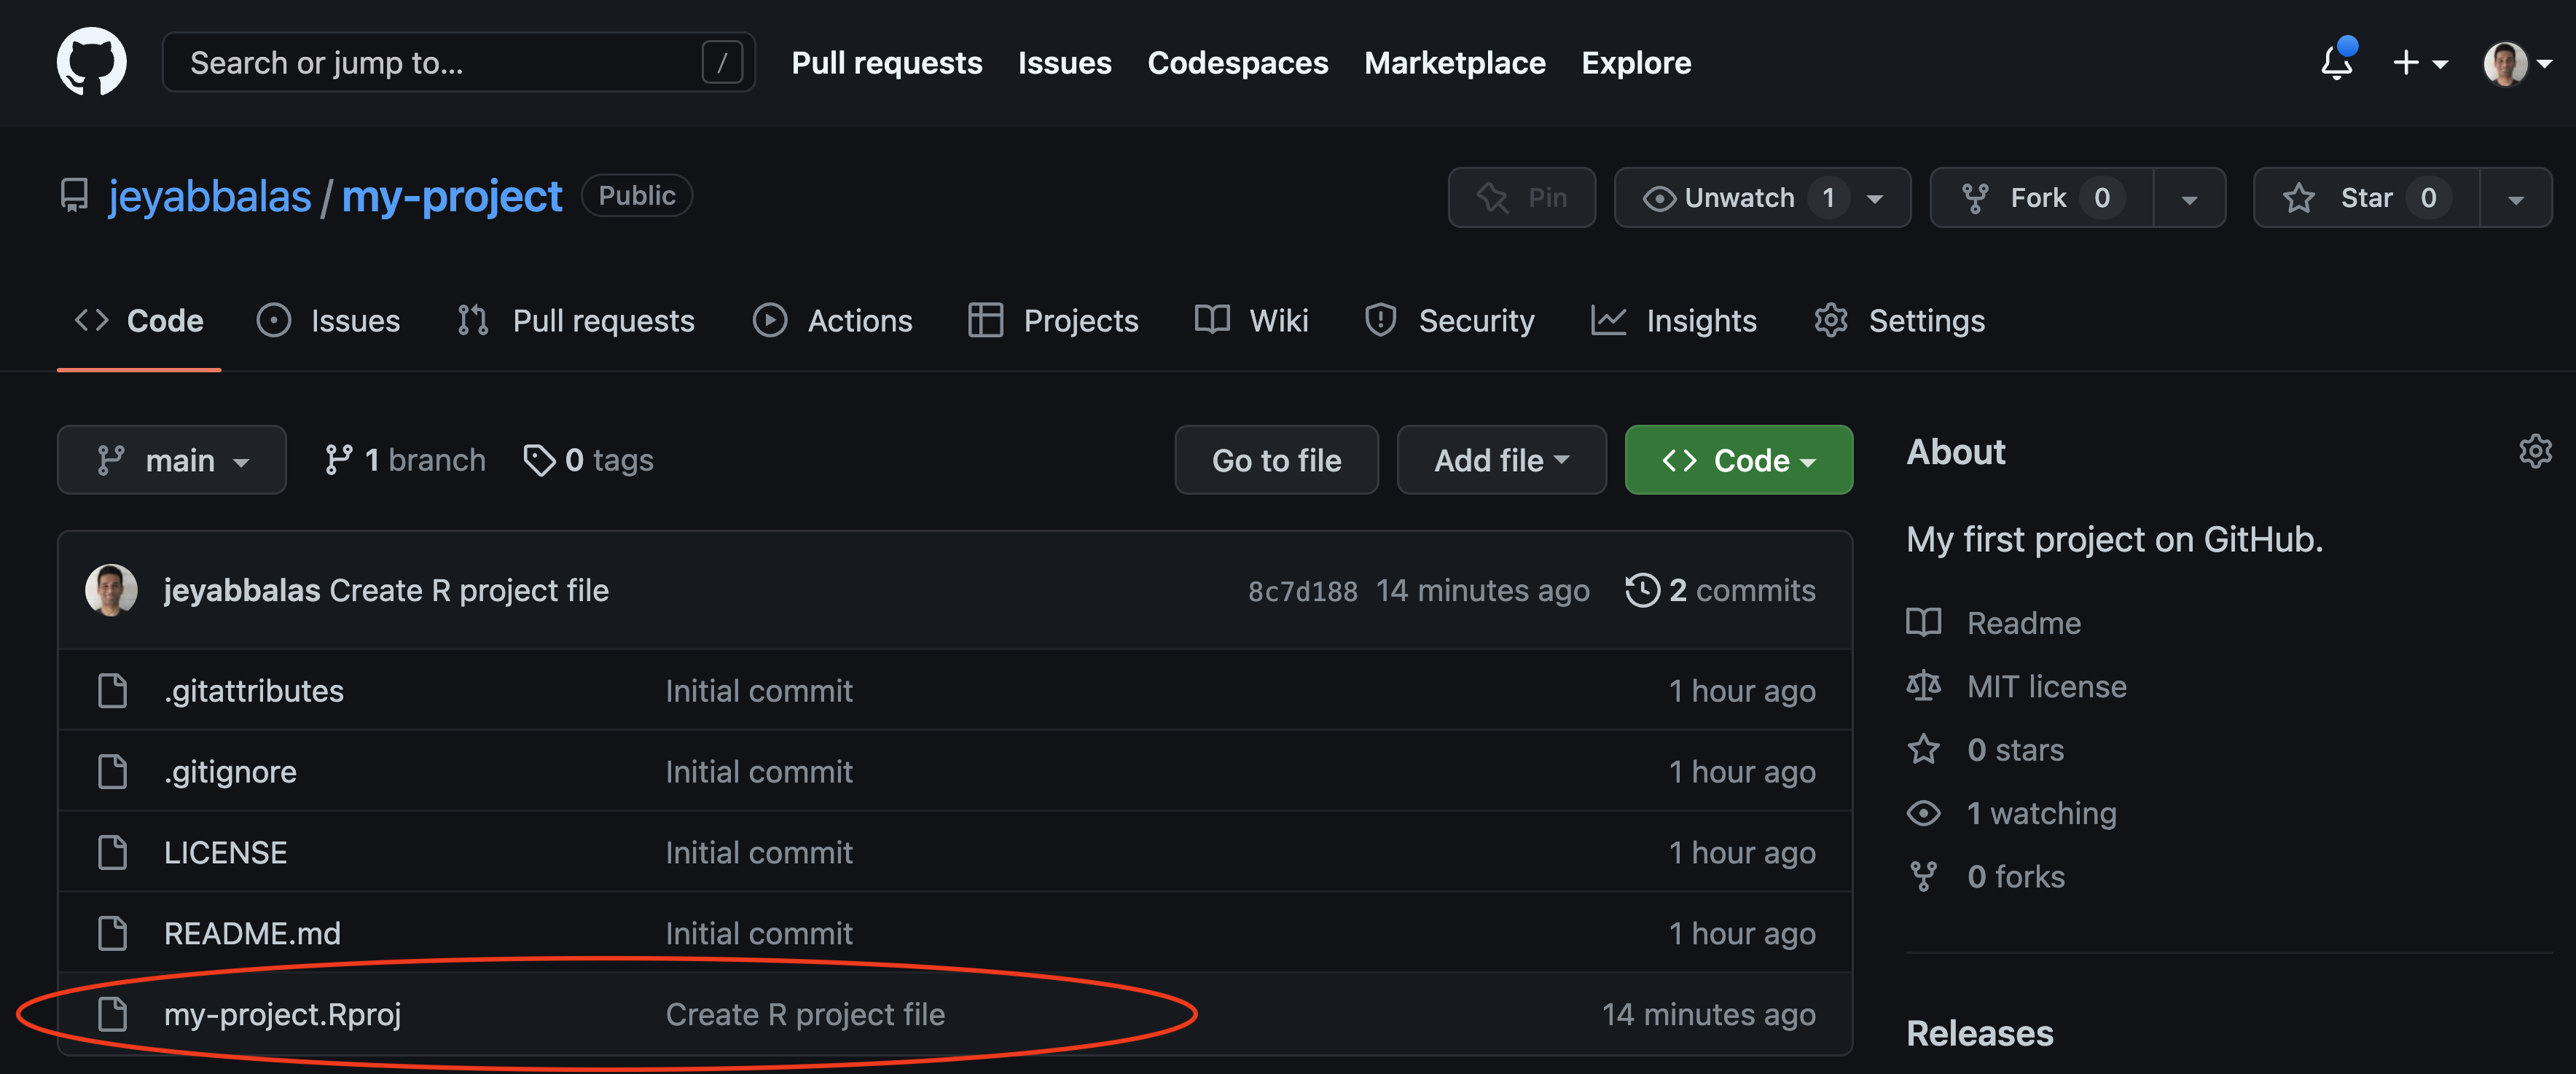 Search or jump to... /
Pull requests Issues Codespaces Marketplace Explore
jeyabbalas / my-project Public
Pin Unwatch 1 Fork 0 Star 0
Code Issues Pull requests Actions Projects Wiki Security Insights Settings
main 1 branch 0 tags Go to file Add file Code
jeyabbalas Create R project file 8c7d188 14 minutes ago 2 commits
.gitattributes Initial commit 1 hour ago
.gitignore Initial commit 1 hour ago
LICENSE Initial commit 1 hour ago
README.md Initial commit 1 hour ago
my-project.Rproj Create R project file 14 minutes ago
About
My first project on GitHub.
Readme
MIT license
0 stars
1 watching
0 forks
Releases